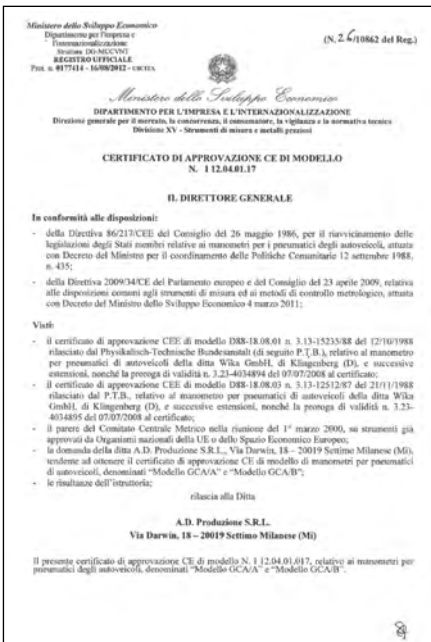 Ministero dello Sviluppo Economico
Dipartimento per l'impresa e
l'internazionalizzazione
Struttura: DG-MCCVNT
REGISTRO UFFICIALE
Prot. n. 0177414 - 16/08/2012 - USCITA
(N. 26/10862 del Reg.)
Ministero dello Sviluppo Economico
DIPARTIMENTO PER L'IMPRESA E L'INTERNAZIONALIZZAZIONE
Direzione generale per il mercato, la concorrenza, il consumatore, la vigilanza e la normativa tecnica
Divisione XV - Strumenti di misura e metalli preziosi
CERTIFICATO DI APPROVAZIONE CE DI MODELLO
N. I 12.04.01.17
IL DIRETTORE GENERALE
In conformità alle disposizioni:
- della Direttiva 86/217/CEE del Consiglio del 26 maggio 1986, per il riavvicinamento delle
legislazioni degli Stati membri relative ai manometri per i pneumatici degli autoveicoli, attuata
con Decreto del Ministro per il coordinamento delle Politiche Comunitarie 12 settembre 1988,
n. 435;
- della Direttiva 2009/34/CE del Parlamento europeo e del Consiglio del 23 aprile 2009, relativa
alle disposizioni comuni agli strumenti di misura ed ai metodi di controllo metrologico, attuata
con Decreto del Ministro dello Sviluppo Economico 4 marzo 2011;
Visti:
- il certificato di approvazione CEE di modello D88-18.08.01 n. 3.13-15235/88 del 12/10/1988
rilasciato dal Physikalisch-Technische Bundesanstalt (di seguito P.T.B.), relativo al manometro
per pneumatici di autoveicoli della ditta Wika GmbH, di Klingenberg (D), e successive
estensioni, nonché la proroga di validità n. 3.23-4034894 del 07/07/2008 al certificato;
- il certificato di approvazione CEE di modello D88-18.08.03 n. 3.13-12512/87 del 21/11/1988
rilasciato dal P.T.B., relativo al manometro per pneumatici di autoveicoli della ditta Wika
GmbH, di Klingenberg (D), e successive estensioni, nonché la proroga di validità n. 3.23-
4034895 del 07/07/2008 al certificato;
- il parere del Comitato Centrale Metrico nella riunione del 1° marzo 2000, su strumenti già
approvati da Organismi nazionali della UE o dello Spazio Economico Europeo;
- la domanda della ditta A.D. Produzione S.R.L., Via Darwin, 18 – 20019 Settimo Milanese (Mi),
tendente ad ottenere il certificato di approvazione CE di modello di manometri per pneumatici
di autoveicoli, denominati "Modello GCA/A" e "Modello GCA/B";
- le risultanze dell'istruttoria;
rilascia alla Ditta
A.D. Produzione S.R.L.
Via Darwin, 18 – 20019 Settimo Milanese (Mi)
Il presente certificato di approvazione CE di modello N. I 12.04.01.017, relativo ai manometri per
pneumatici degli autoveicoli, denominati "Modello GCA/A" e "Modello GCA/B".